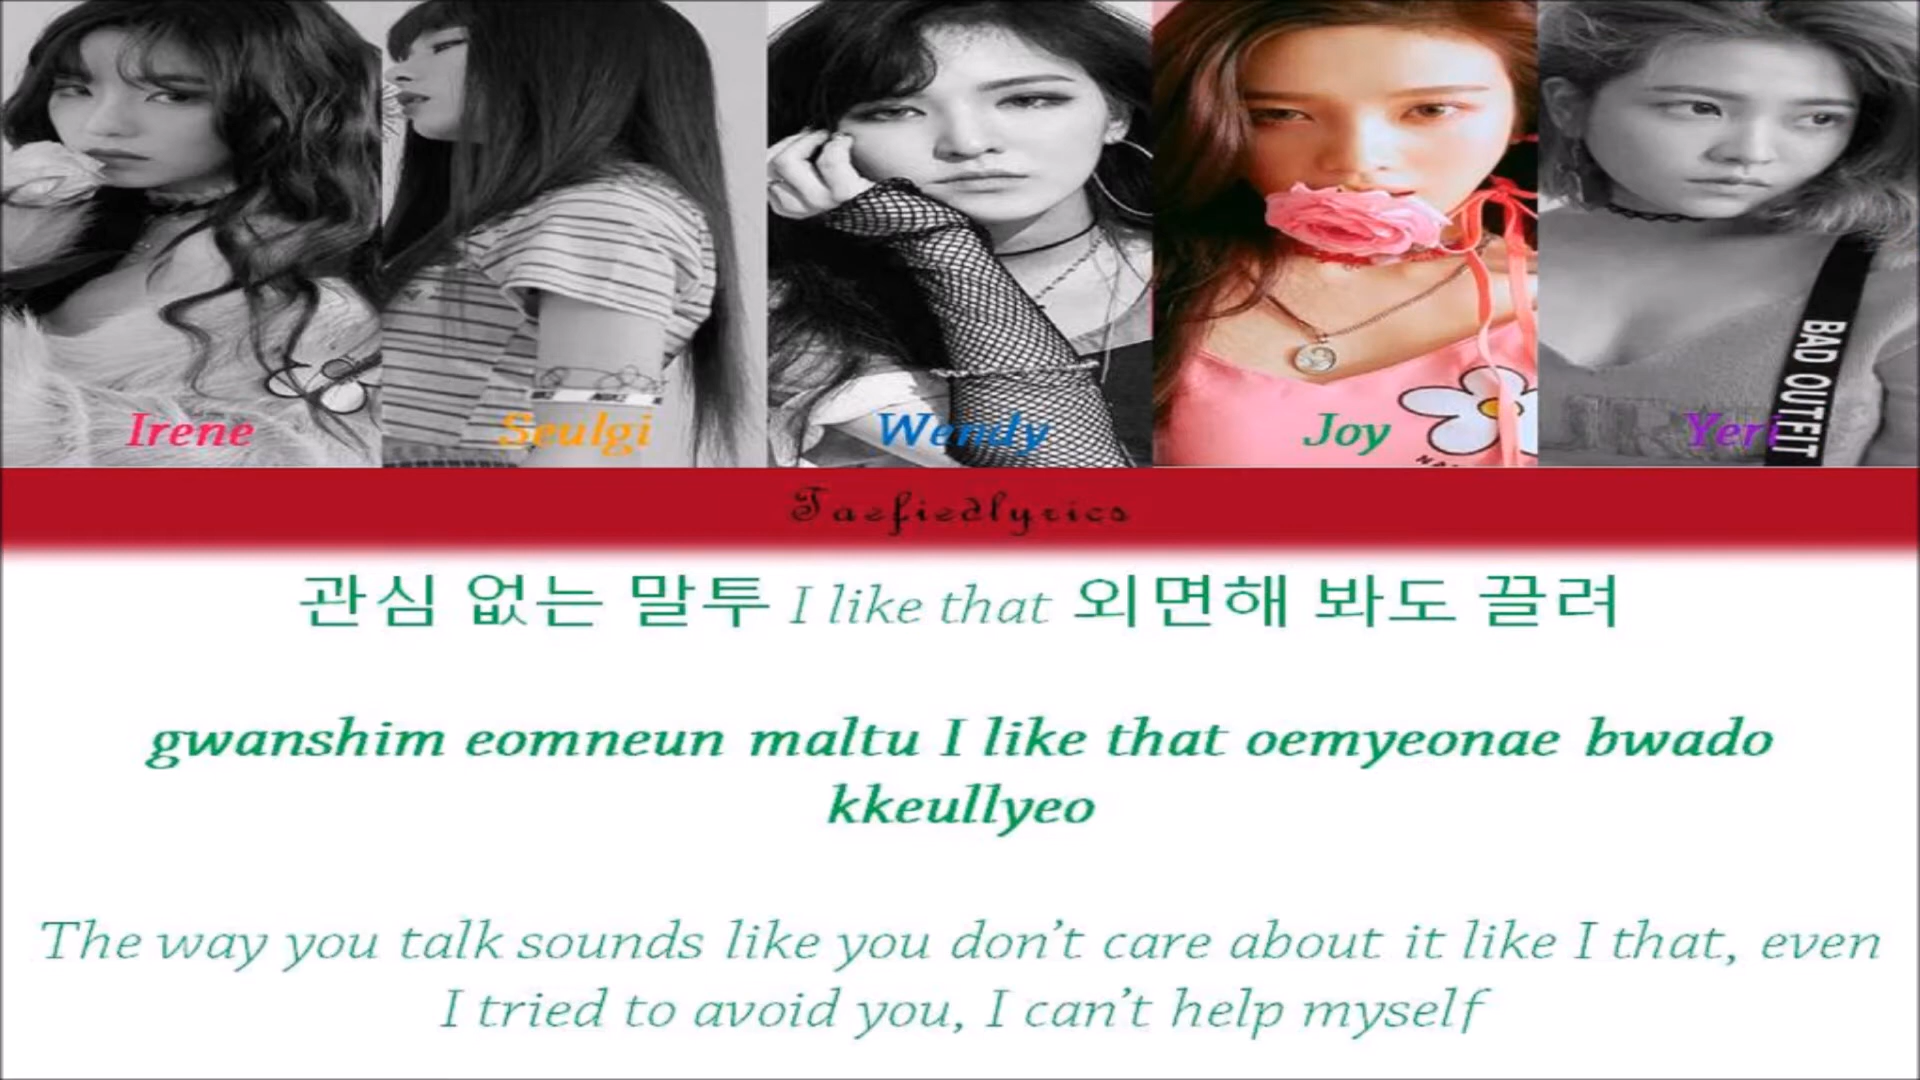 BAD OUTFIT
Irene Seulgi Wendy Joy Yeri
Taefiedlyrics
관심 없는 말투 I like that 외면해 봐도 끌려
gwanshim eomneun maltu I like that oemyeonae bwado
kkeullyeo
The way you talk sounds like you don't care about it like I that, even
I tried to avoid you, I can't help myself